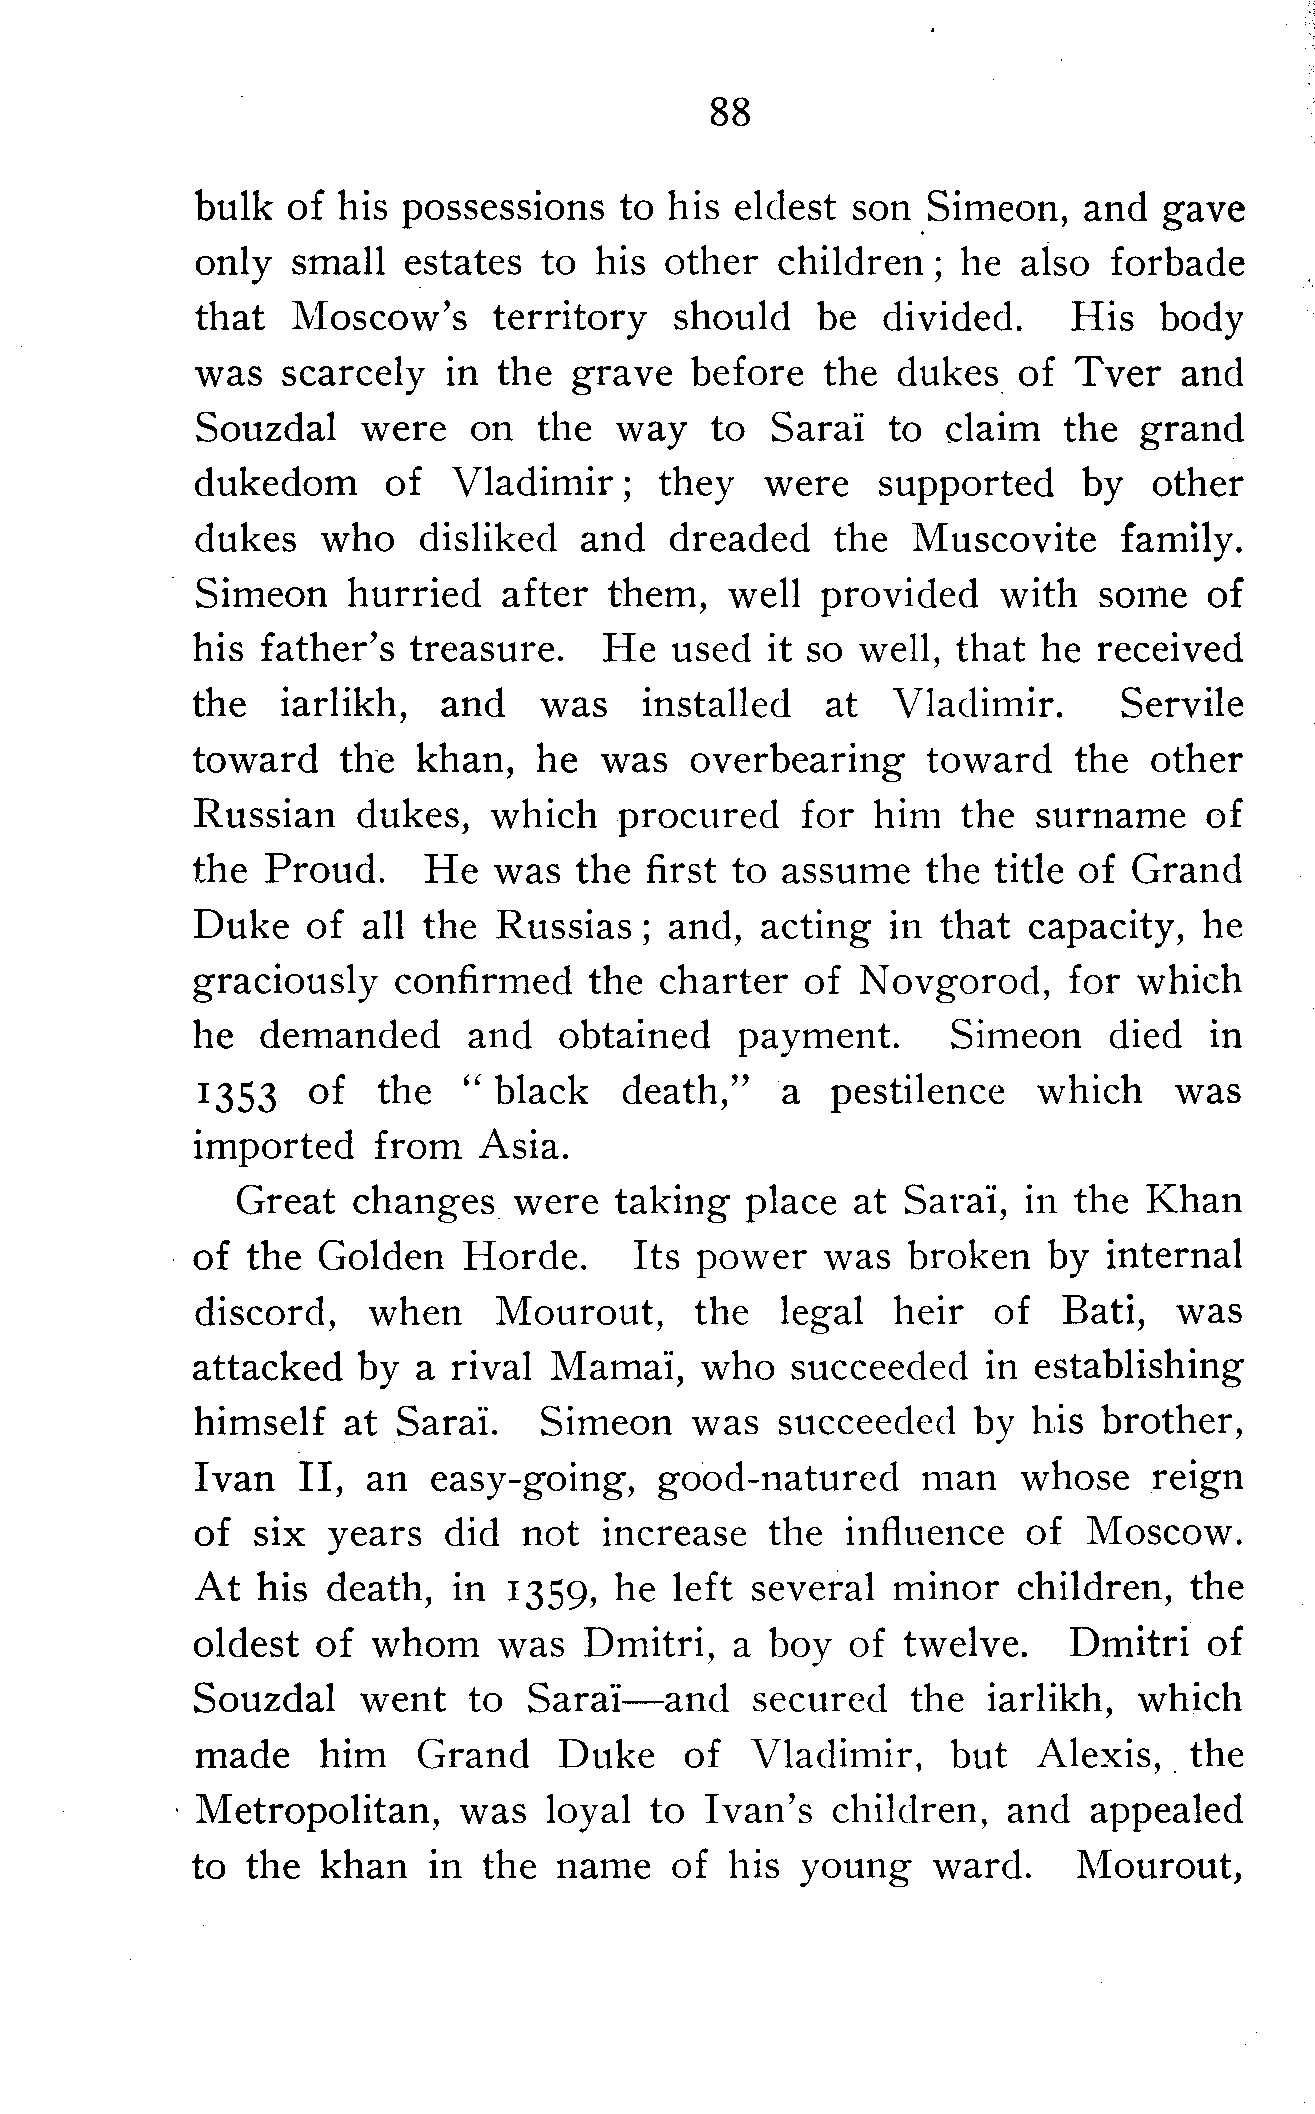 88
bulk of his possessions to his eldest son Simeon, and gave
only small estates to his other children; he also forbade
that Moscow's territory should be divided. His body
was scarcely in the grave before the dukes of Tver and
Souzdal were on the way to Saraï to claim the grand
dukedom of Vladimir; they were supported by other
dukes who disliked and dreaded the Muscovite family.
Simeon hurried after them, well provided with some of
his father's treasure. He used it so well, that he received
the iarlikh, and was installed at Vladimir. Servile
toward the khan, he was overbearing toward the other
Russian dukes, which procured for him the surname of
the Proud. He was the first to assume the title of Grand
Duke of all the Russias; and, acting in that capacity, he
graciously confirmed the charter of Novgorod, for which
he demanded and obtained payment. Simeon died in
1353 of the "black death," a pestilence which was
imported from Asia.
Great changes were taking place at Saraï, in the Khan
of the Golden Horde. Its power was broken by internal
discord, when Mourout, the legal heir of Bati, was
attacked by a rival Mamaï, who succeeded in establishing
himself at Saraï. Simeon was succeeded by his brother,
Ivan II, an easy-going, good-natured man whose reign
of six years did not increase the influence of Moscow.
At his death, in 1359, he left several minor children, the
oldest of whom was Dmitri, a boy of twelve. Dmitri of
Souzdal went to Saraï—and secured the iarlikh, which
made him Grand Duke of Vladimir, but Alexis, the
Metropolitan, was loyal to Ivan's children, and appealed
to the khan in the name of his young ward. Mourout,